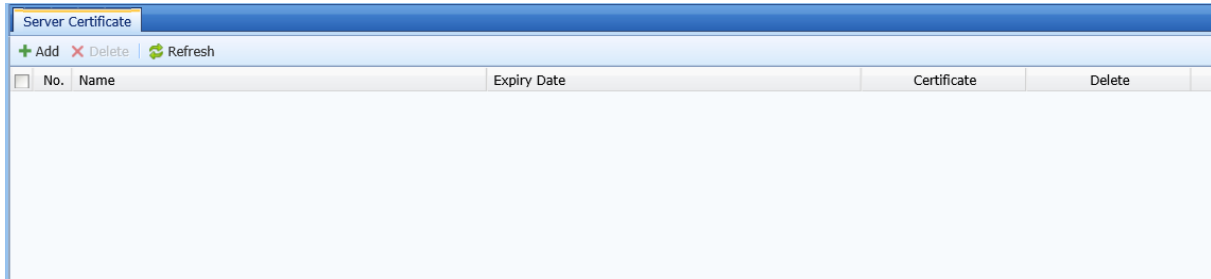 Server Certificate
Add Delete Refresh
No. Name Expiry Date Certificate Delete